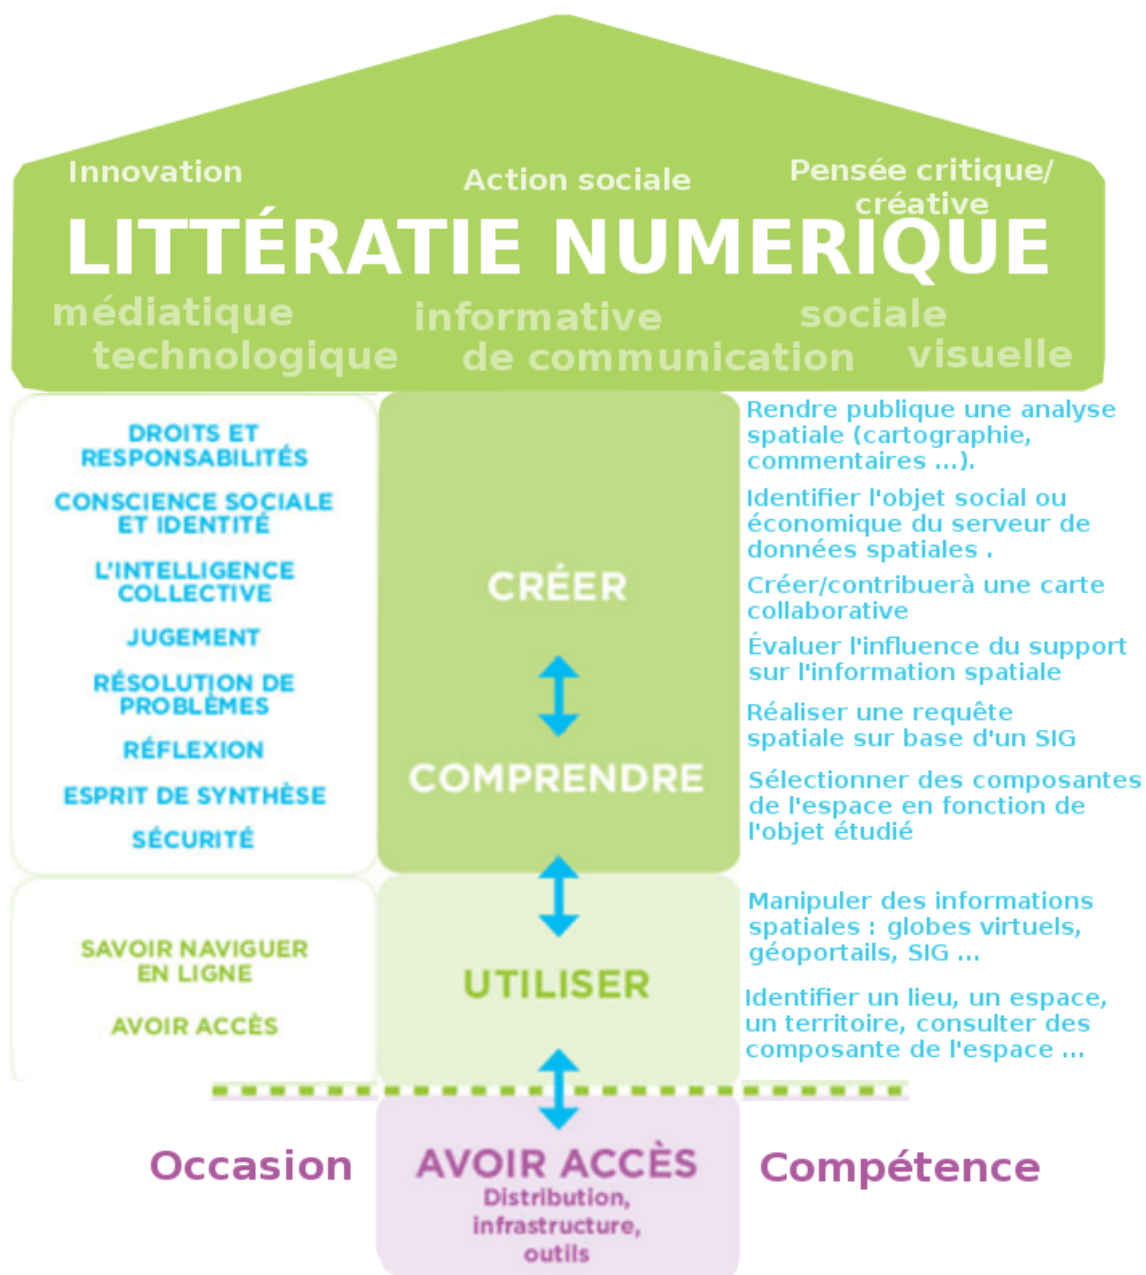 Innovation
Action sociale
Pensée critique/
créative
LITTÉRATIE NUMERIQUE
médiatique
informative
sociale
technologique
de communication
visuelle
DROITS ET
RESPONSABILITÉS
CONSCIENCE SOCIALE
ET IDENTITÉ
L'INTELLIGENCE
COLLECTIVE
JUGEMENT
RÉSOLUTION DE
PROBLÈMES
RÉFLEXION
ESPRIT DE SYNTHÈSE
SÉCURITÉ
CRÉER
COMPRENDRE
Rendre publique une analyse
spatiale (cartographie,
commentaires ...).
Identifier l'objet social ou
économique du serveur de
données spatiales .
Créer/contribuerà une carte
collaborative
Évaluer l'influence du support
sur l'information spatiale
Réaliser une requête
spatiale sur base d'un SIG
Sélectionner des composantes
de l'espace en fonction de
l'objet étudié
SAVOIR NAVIGUER
EN LIGNE
AVOIR ACCÈS
UTILISER
Manipuler des informations
spatiales : globes virtuels,
géoportails, SIG ...
Identifier un lieu, un espace,
un territoire, consulter des
composante de l'espace ...
Occasion
AVOIR ACCÈS
Distribution,
infrastructure,
outils
Compétence